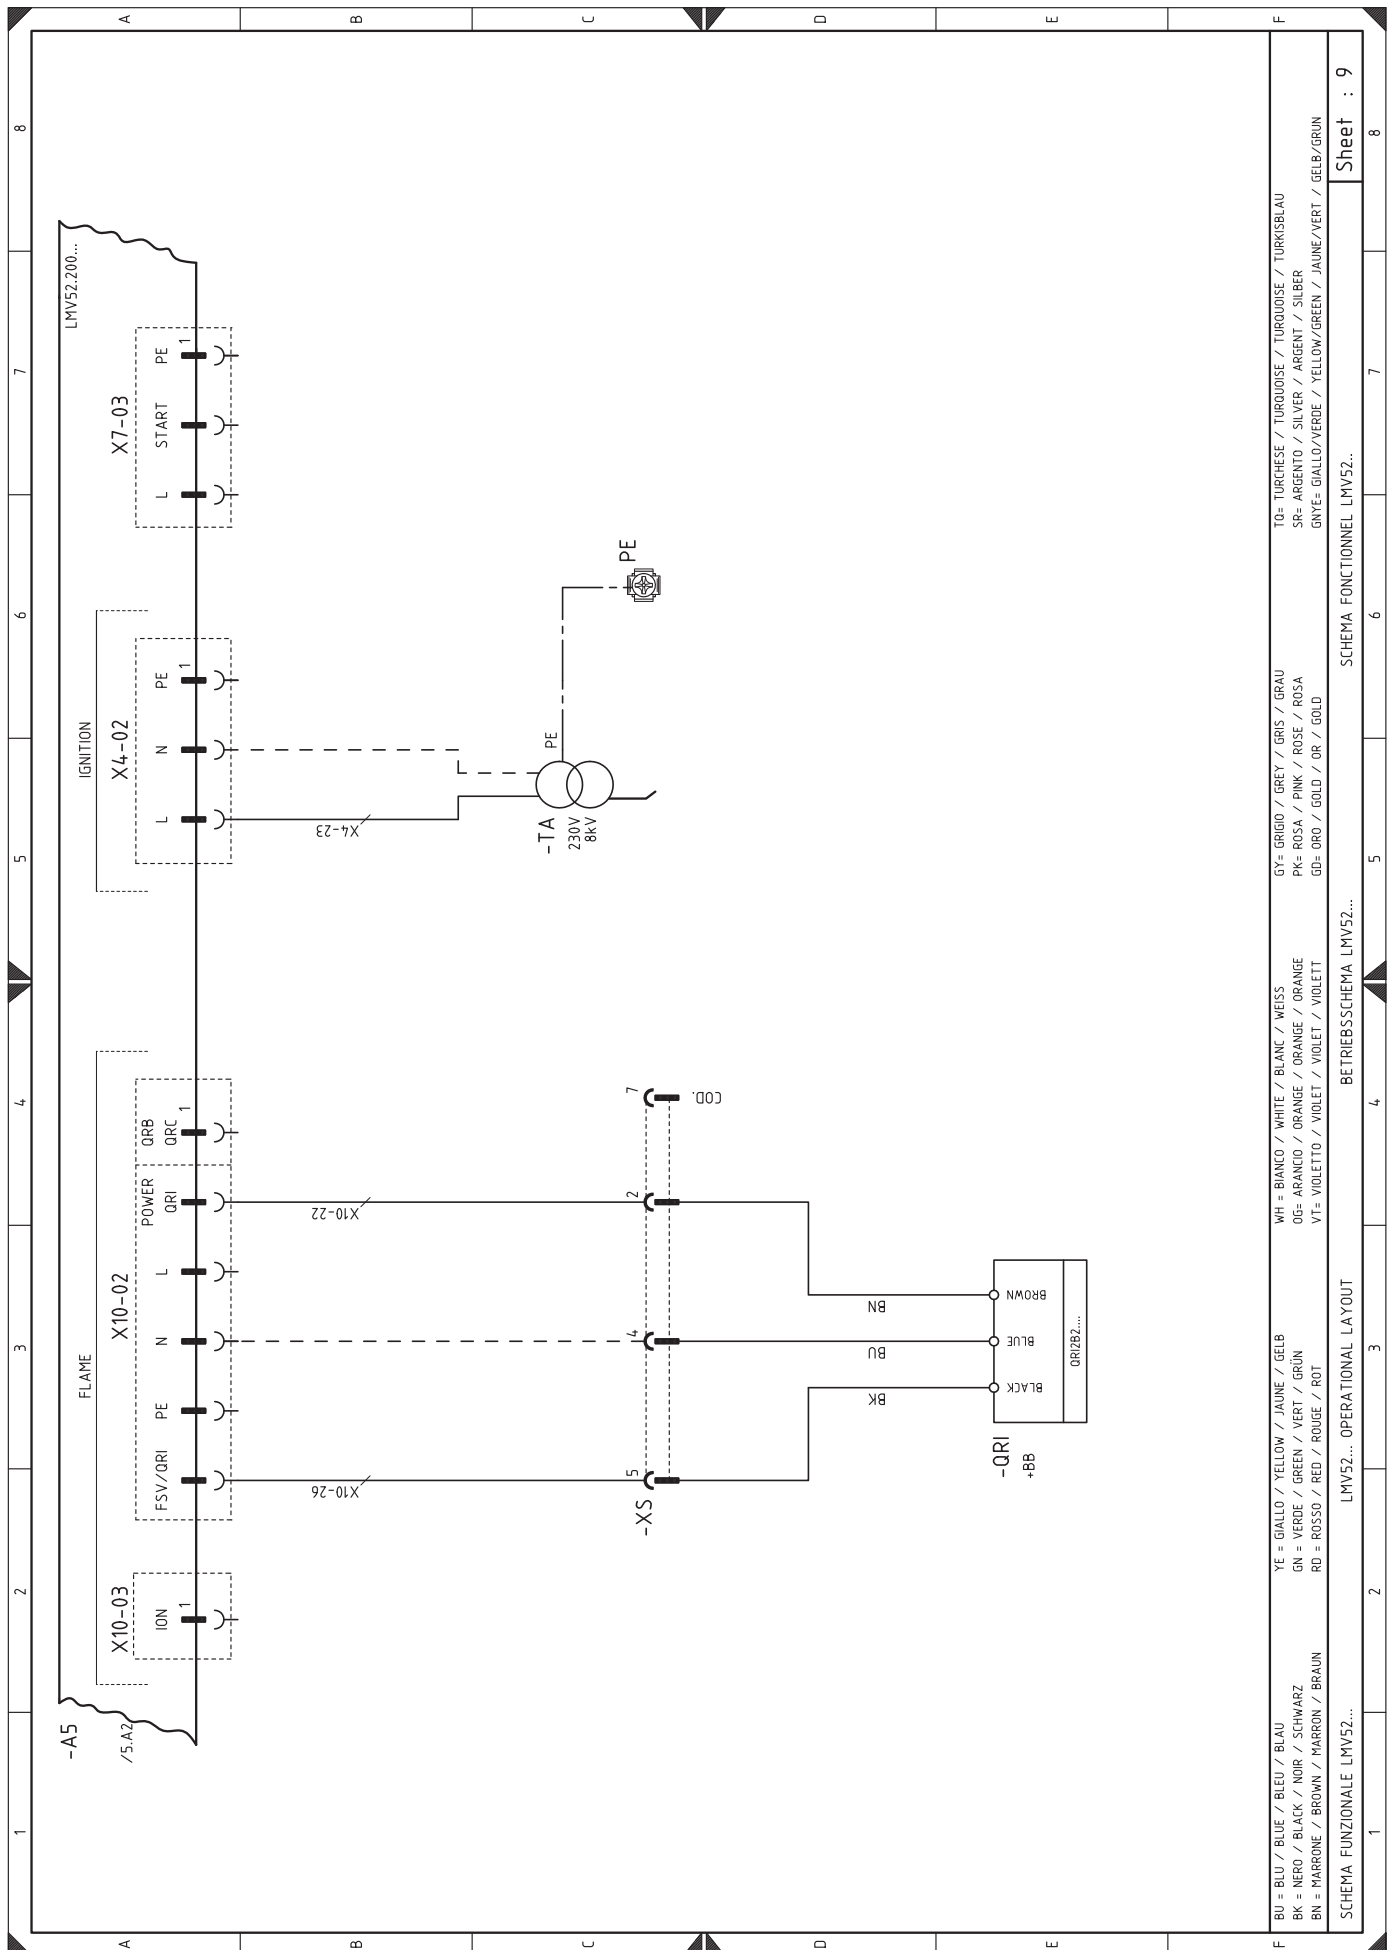 1 2 3 4 5 6 7 8
A
B
C
D
E
F
A
B
C
D
E
F
-A5
/5.A2
LMV52.200...
FLAME
IGNITION
X10-03
X10-02
X4-02
X7-03
ION
1
FSV/QRI
PE
N
L
POWER
QRI
QRB
QRC
1
L
N
PE
1
L
START
PE
1
X10-26
X10-22
X4-23
-TA
230V
8kV
PE
PE
-XS
5
4
2
7
COD.
BK
BU
BN
-QRI
+BB
BLACK
BLUE
BROWN
QRI2B2....
BU = BLU / BLUE / BLEU / BLAU
BK = NERO / BLACK / NOIR / SCHWARZ
BN = MARRONE / BROWN / MARRON / BRAUN
YE = GIALLO / YELLOW / JAUNE / GELB
GN = VERDE / GREEN / VERT / GRÜN
RD = ROSSO / RED / ROUGE / ROT
WH = BIANCO / WHITE / BLANC / WEISS
OG= ARANCIO / ORANGE / ORANGE / ORANGE
VT= VIOLETTO / VIOLET / VIOLET / VIOLETT
GY= GRIGIO / GREY / GRIS / GRAU
PK= ROSA / PINK / ROSE / ROSA
GD= ORO / GOLD / OR / GOLD
TQ= TURCHESE / TURQUOISE / TURQUOISE / TURKISBLAU
SR= ARGENTO / SILVER / ARGENT / SILBER
GNYE= GIALLO/VERDE / YELLOW/GREEN / JAUNE/VERT / GELB/GRUN
SCHEMA FUNZIONALE LMV52... LMV52... OPERATIONAL LAYOUT BETRIEBSSCHEMA LMV52... SCHEMA FONCTIONNEL LMV52.. Sheet : 9
1 2 3 4 5 6 7 8